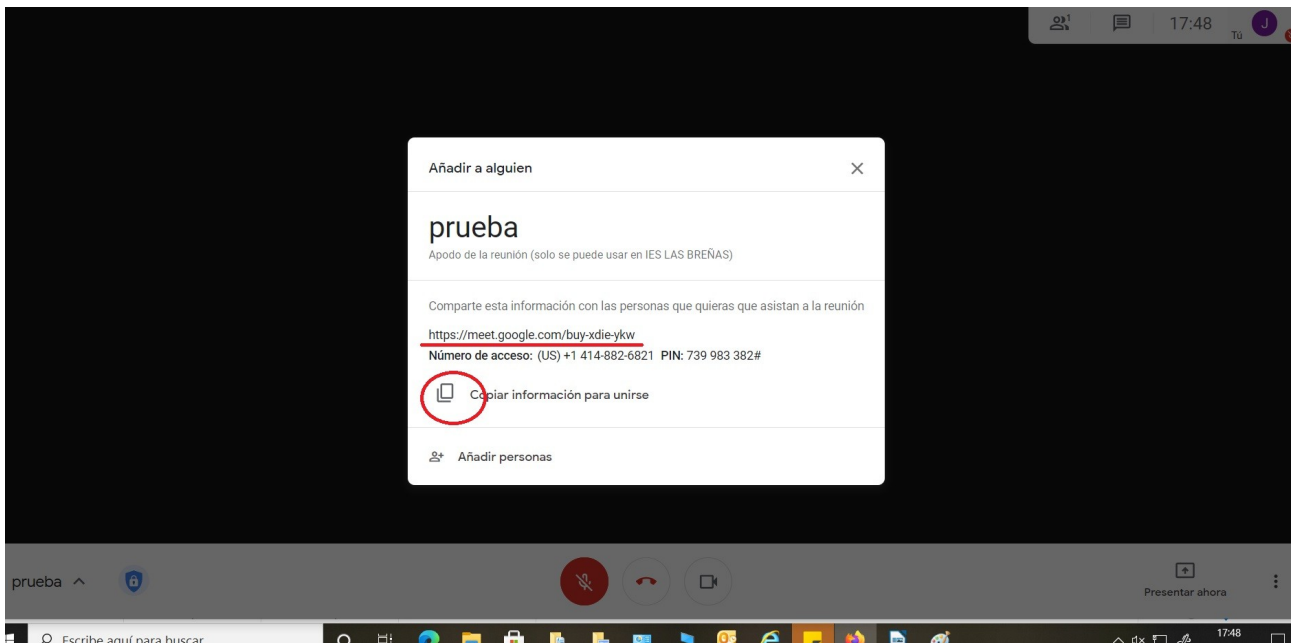 17:48
Tú
J
Añadir a alguien
prueba
Apodo de la reunión (solo se puede usar en IES LAS BREÑAS)
Comparte esta información con las personas que quieras que asistan a la reunión
https://meet.google.com/buy-xdie-ykw
Número de acceso: (US) +1 414-882-6821 PIN: 739 983 382#
Copiar información para unirse
Añadir personas
prueba
Presentar ahora
Escribe aquí para buscar
17:48